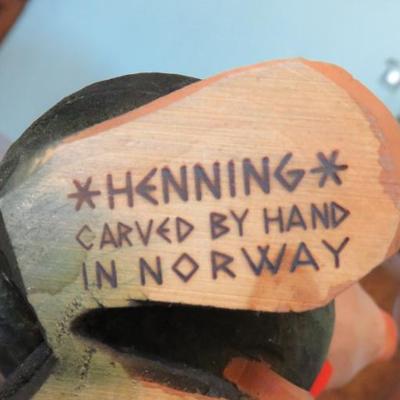 *HENNING*
CARVED BY HAND
IN NORWAY